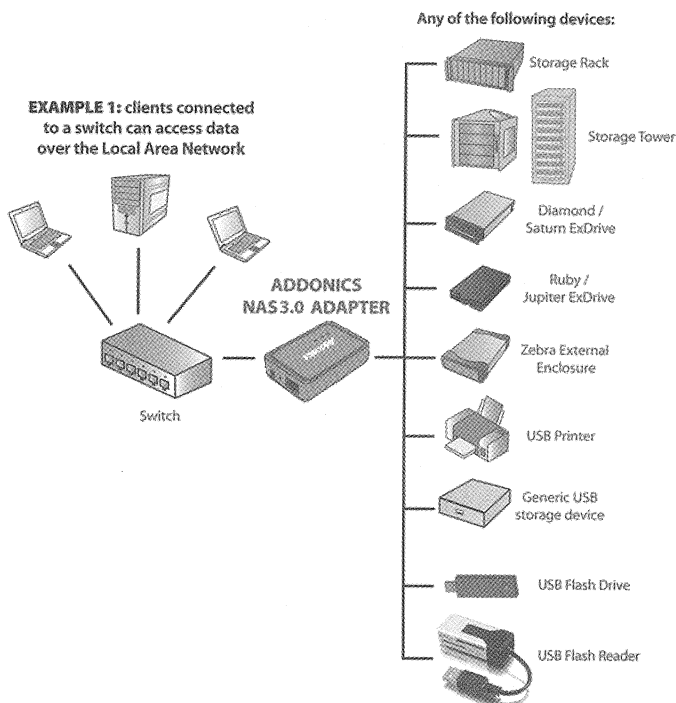 Any of the following devices:
Storage Rack
EXAMPLE 1: clients connected
to a switch can access data
over the Local Area Network
Storage Tower
Diamond /
Saturn ExDrive
ADDONICS
NAS3.0 ADAPTER
Ruby /
Jupiter ExDrive
Zebra External
Enclosure
Switch
USB Printer
Generic USB
storage device
USB Flash Drive
USB Flash Reader